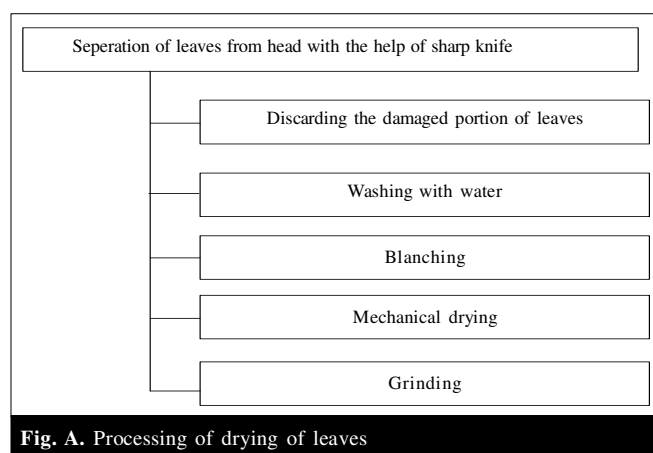 Seperation of leaves from head with the help of sharp knife
Discarding the damaged portion of leaves
Washing with water
Blanching
Mechanical drying
Grinding
Fig. A. Processing of drying of leaves